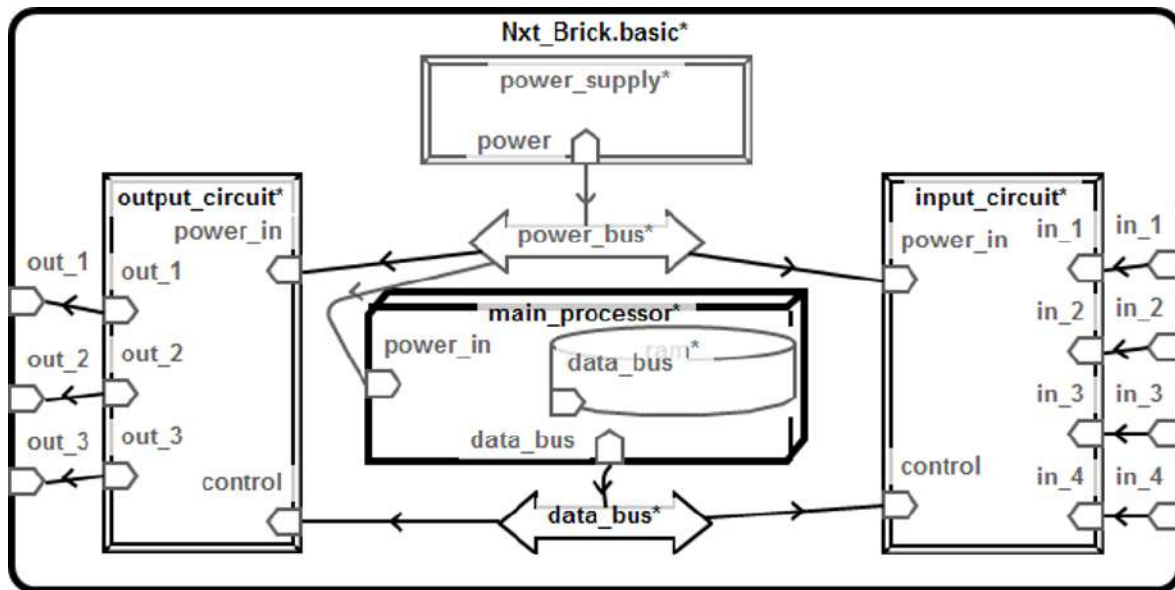 Nxt_Brick.basic*
power_supply*
power
output_circuit*
power_in
out_1
out_1
out_2
out_2
out_3
out_3
control
power_bus*
main_processor*
power_in
ram*
data_bus
data_bus
data_bus*
input_circuit*
power_in
in_1
in_1
in_2
in_2
in_3
in_3
control
in_4
in_4